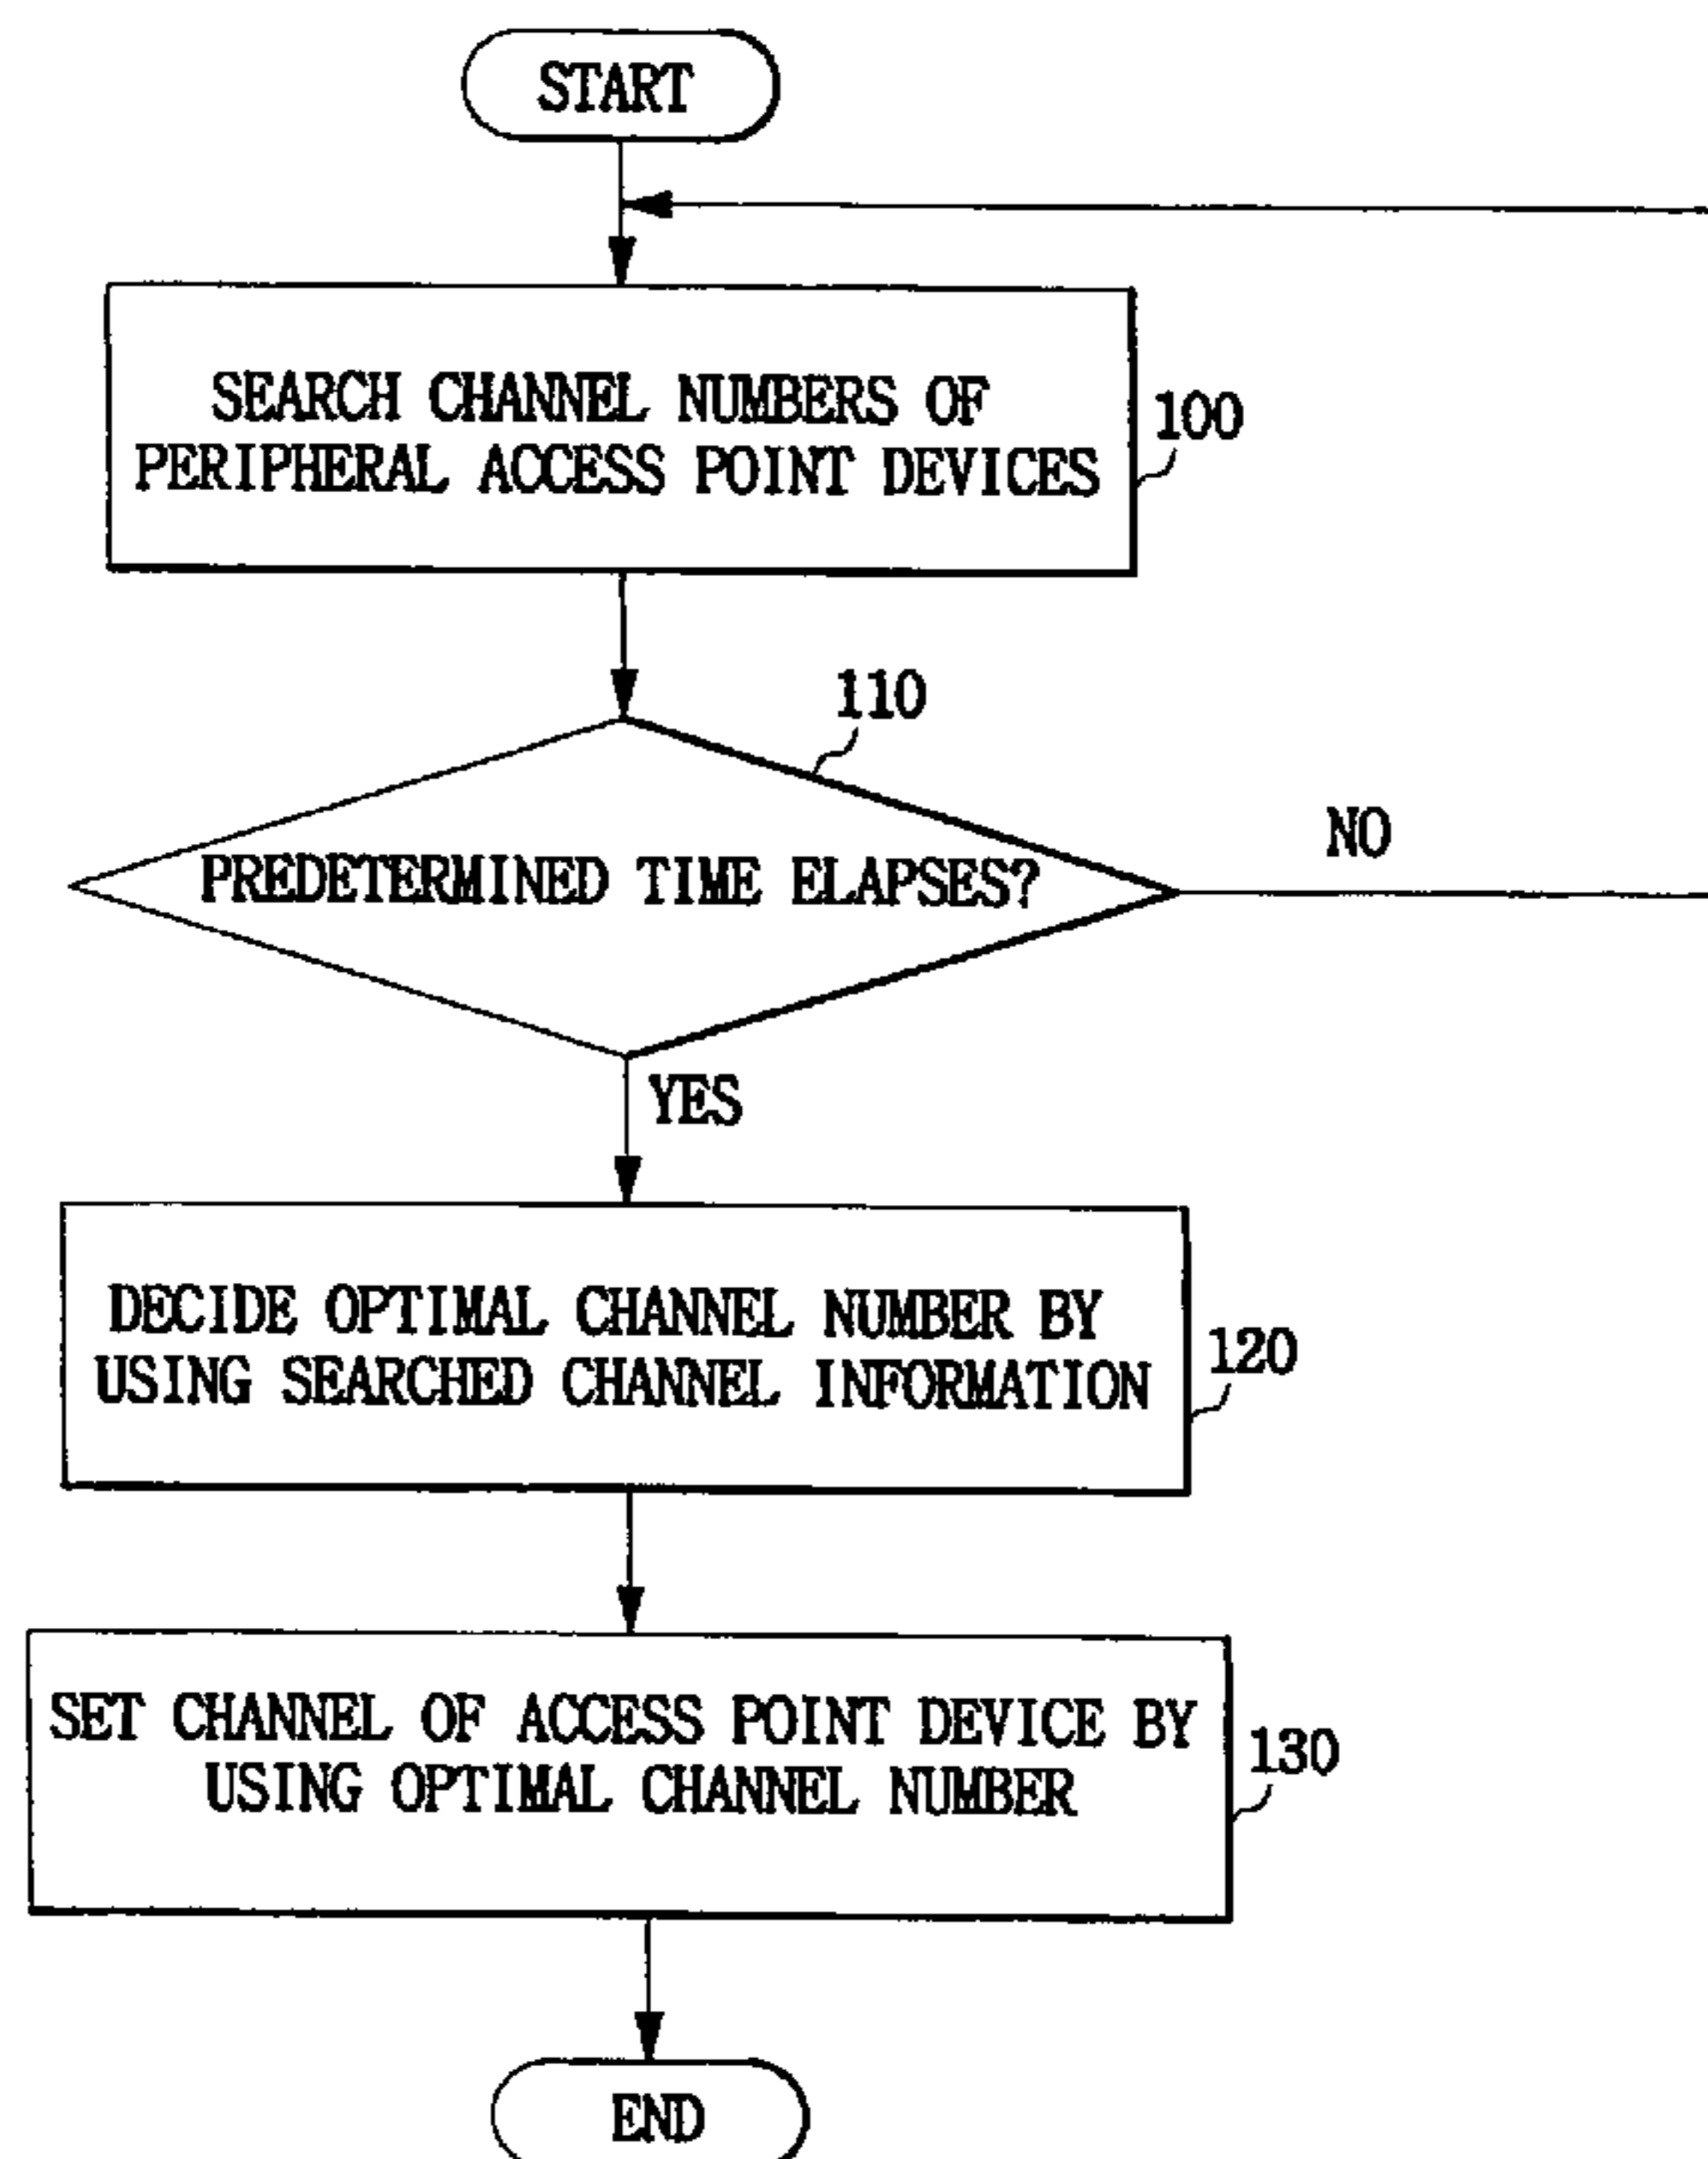 START
SEARCH CHANNEL NUMBERS OF
PERIPHERAL ACCESS POINT DEVICES
100
110
PREDETERMINED TIME ELAPSES?
NO
YES
DECIDE OPTIMAL CHANNEL NUMBER BY
USING SEARCHED CHANNEL INFORMATION
120
SET CHANNEL OF ACCESS POINT DEVICE BY
USING OPTIMAL CHANNEL NUMBER
130
END